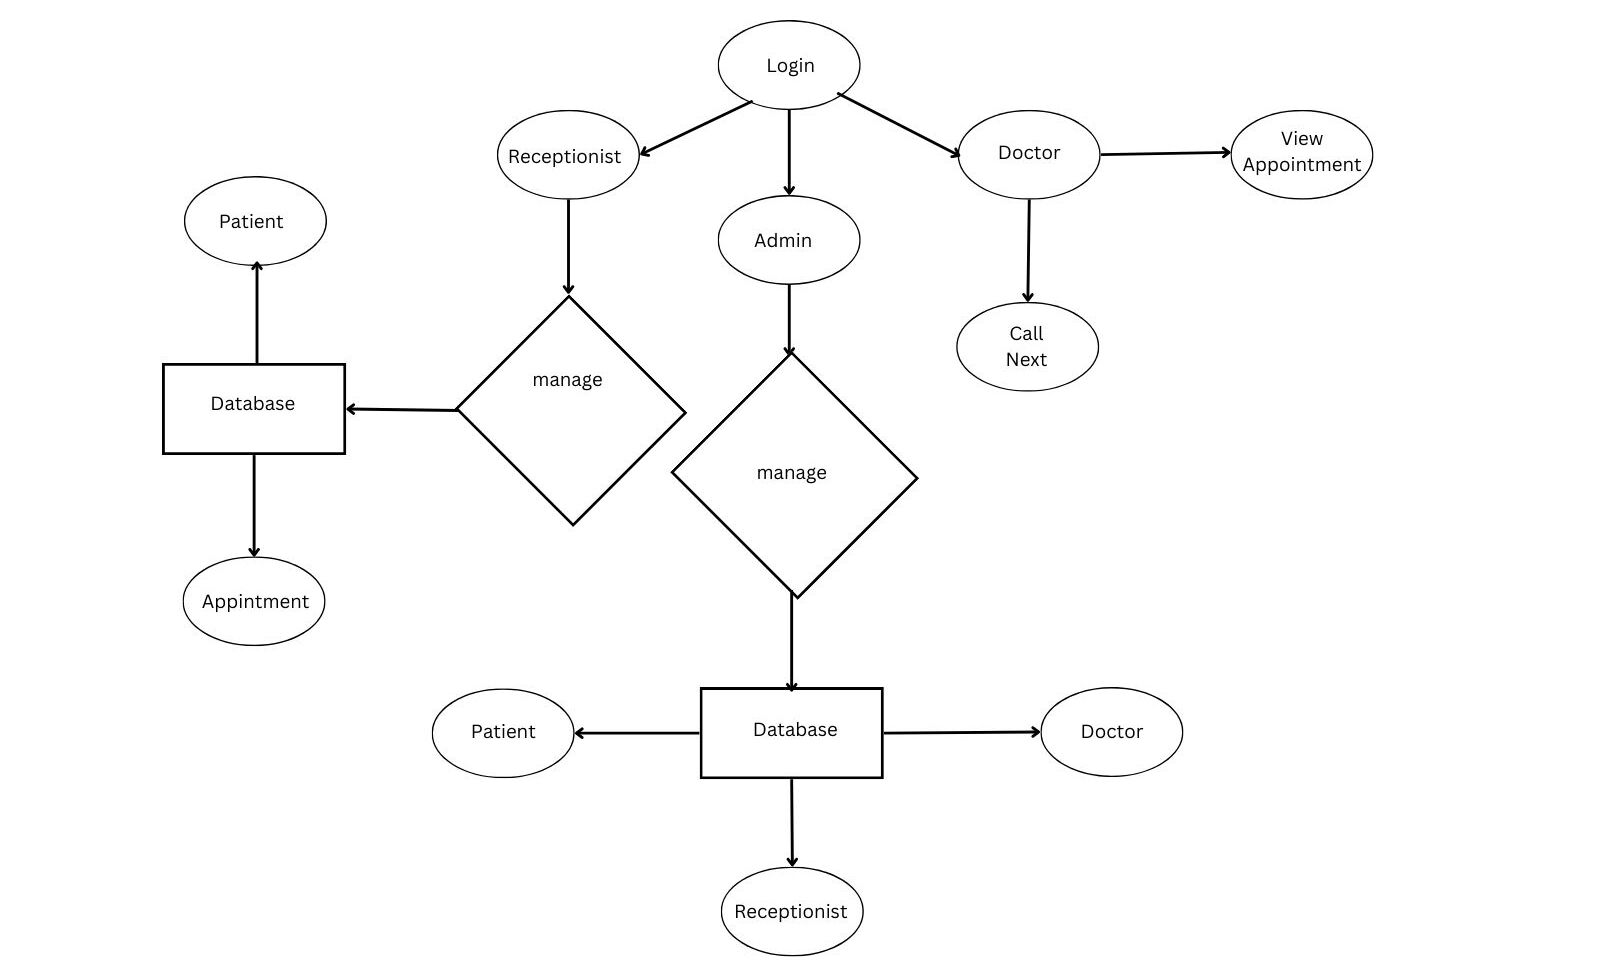 Login
Receptionist
Doctor
View
Appointment
Patient
Admin
Call
Next
manage
Database
manage
Appintment
Patient
Database
Doctor
Receptionist